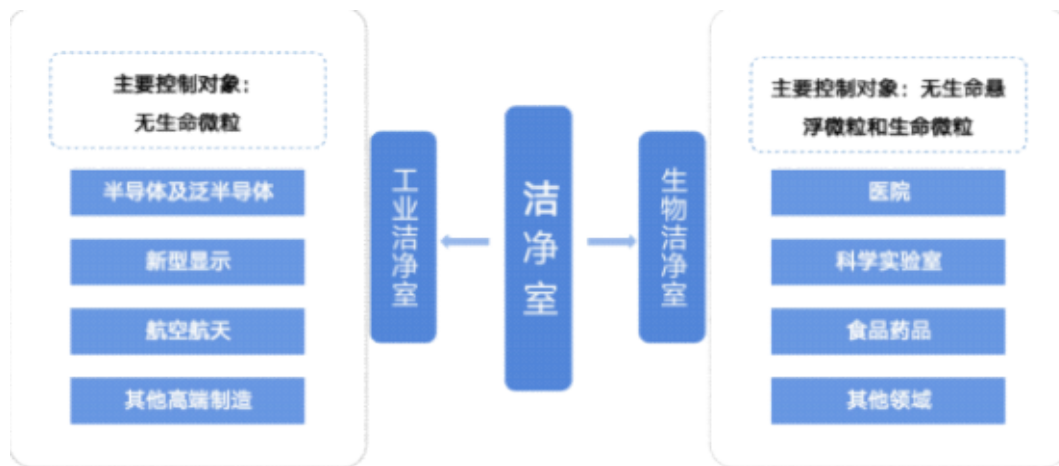 主要控制对象：
无生命微粒
半导体及泛半导体
新型显示
航空航天
其他高端制造
工业洁净室
洁净室
生物洁净室
主要控制对象：无生命悬
浮微粒和生命微粒
医院
科学实验室
食品药品
其他领域